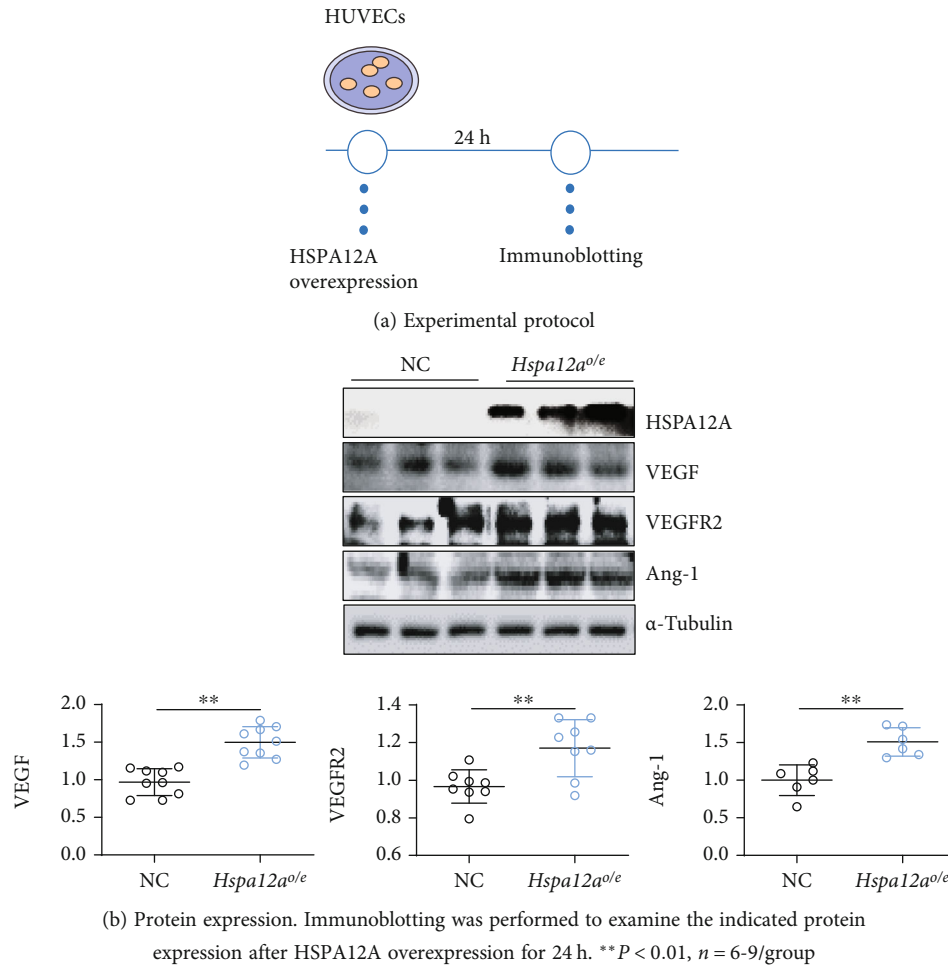 HUVECs
24 h
HSPA12A
overexpression
Immunoblotting
(a) Experimental protocol
NC
Hspa12a^o/e
HSPA12A
VEGF
VEGFR2
Ang-1
α-Tubulin
VEGF
2.0
1.5
1.0
0.5
0.0
**
NC
Hspa12a^o/e
VEGFR2
1.4
1.2
1.0
0.8
0.6
**
NC
Hspa12a^o/e
Ang-1
2.0
1.5
1.0
0.5
0.0
**
NC
Hspa12a^o/e
(b) Protein expression. Immunoblotting was performed to examine the indicated protein
expression after HSPA12A overexpression for 24 h. **P < 0.01, n = 6-9/group